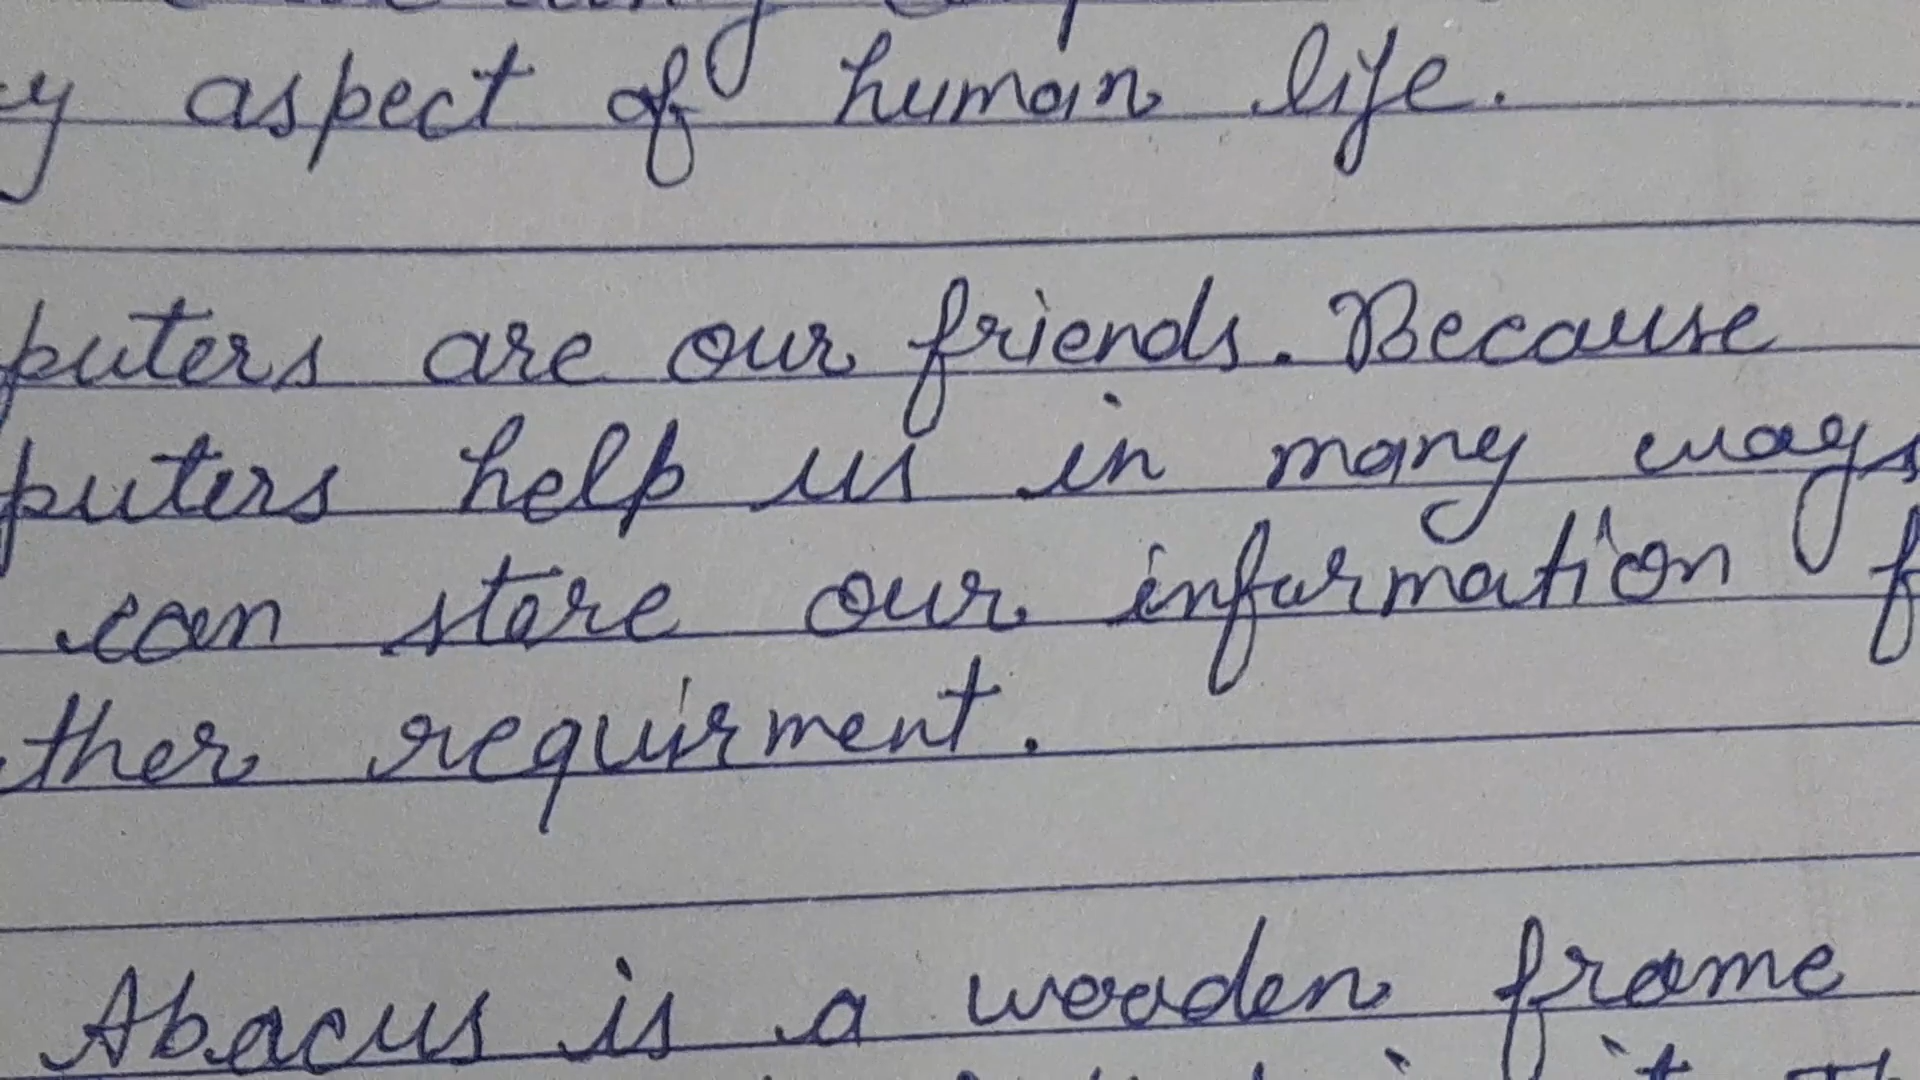 y aspect of human life.
puters are our friends. Because
puters help us in many ways
can store our information f
ther requirment.
Abacus is a wooden frame